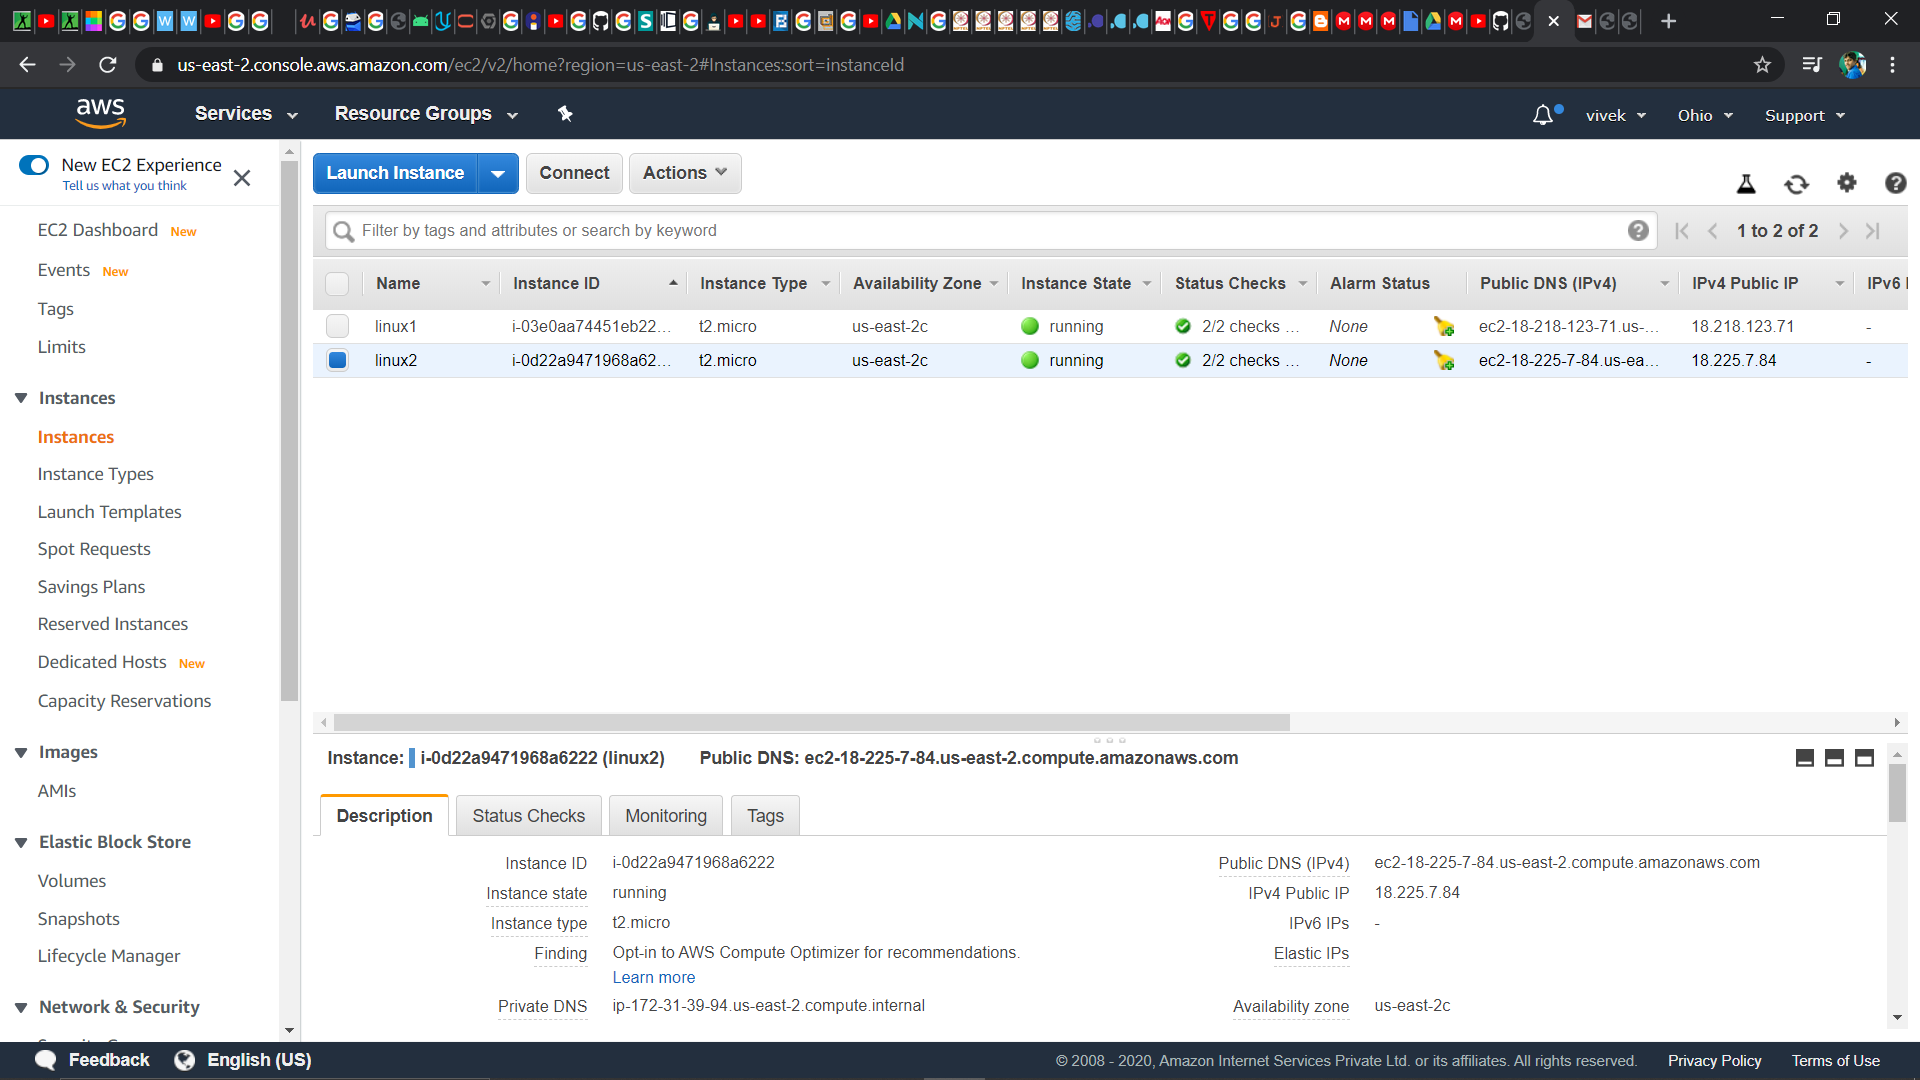 us-east-2.console.aws.amazon.com/ec2/v2/home?region=us-east-2#Instances:sort=instanceId
aws Services Resource Groups vivek Ohio Support
New EC2 Experience
Tell us what you think
EC2 Dashboard New
Events New
Tags
Limits
Instances
Instances
Instance Types
Launch Templates
Spot Requests
Savings Plans
Reserved Instances
Dedicated Hosts New
Capacity Reservations
Images
AMIs
Elastic Block Store
Volumes
Snapshots
Lifecycle Manager
Network & Security
Launch Instance Connect Actions
Filter by tags and attributes or search by keyword 1 to 2 of 2
Name Instance ID Instance Type Availability Zone Instance State Status Checks Alarm Status Public DNS (IPv4) IPv4 Public IP IPv6
linux1 i-03e0aa74451eb22... t2.micro us-east-2c running 2/2 checks ... None ec2-18-218-123-71.us-... 18.218.123.71 -
linux2 i-0d22a9471968a62... t2.micro us-east-2c running 2/2 checks ... None ec2-18-225-7-84.us-ea... 18.225.7.84 -
Instance: i-0d22a9471968a6222 (linux2) Public DNS: ec2-18-225-7-84.us-east-2.compute.amazonaws.com
Description Status Checks Monitoring Tags
Instance ID i-0d22a9471968a6222 Public DNS (IPv4) ec2-18-225-7-84.us-east-2.compute.amazonaws.com
Instance state running IPv4 Public IP 18.225.7.84
Instance type t2.micro IPv6 IPs -
Finding Opt-in to AWS Compute Optimizer for recommendations. Elastic IPs
Learn more
Private DNS ip-172-31-39-94.us-east-2.compute.internal Availability zone us-east-2c
Feedback English (US) © 2008 - 2020, Amazon Internet Services Private Ltd. or its affiliates. All rights reserved. Privacy Policy Terms of Use